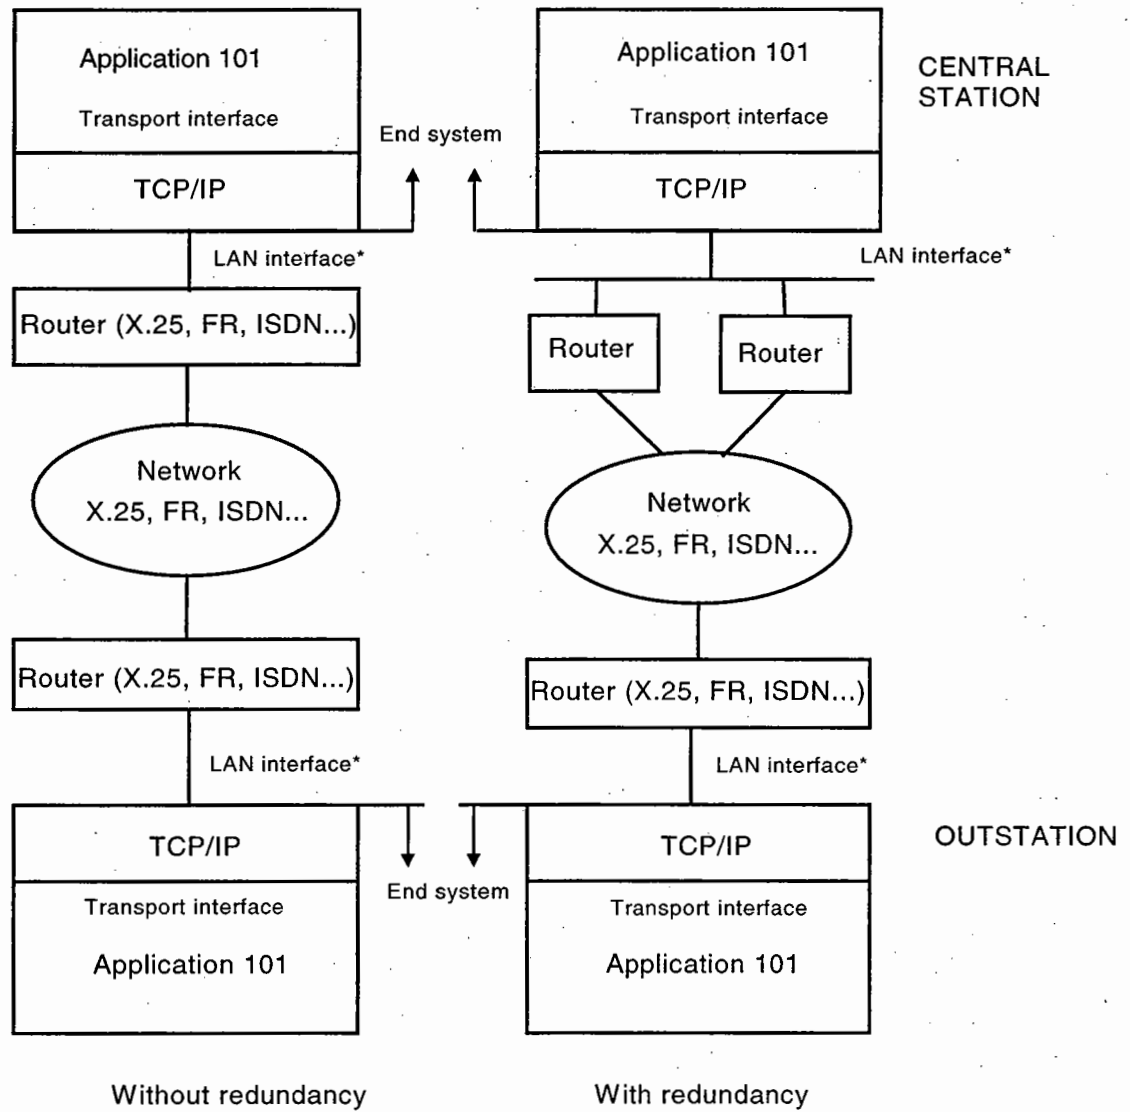 Application 101
Transport interface
TCP/IP
End system
Application 101
Transport interface
TCP/IP
CENTRAL
STATION
LAN interface*
LAN interface*
Router (X.25, FR, ISDN...)
Router
Router
Network
X.25, FR, ISDN...
Network
X.25, FR, ISDN...
Router (X.25, FR, ISDN...)
Router (X.25, FR, ISDN...)
LAN interface*
LAN interface*
TCP/IP
Transport interface
Application 101
End system
TCP/IP
Transport interface
Application 101
OUTSTATION
Without redundancy
With redundancy